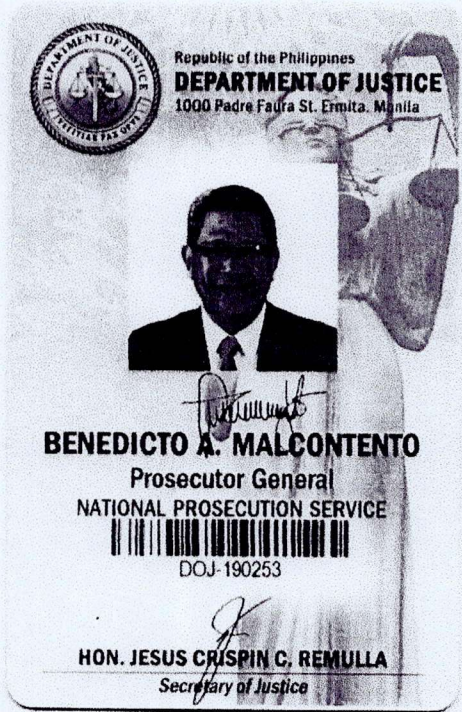 DEPARTMENT OF JUSTICE
Republic of the Philippines
DEPARTMENT OF JUSTICE
1000 Padre Faura St. Ermita, Manila
BENEDICTO A. MALCONTENTO
Prosecutor General
NATIONAL PROSECUTION SERVICE
DOJ-190253
HON. JESUS CRISPIN C. REMULLA
Secretary of Justice